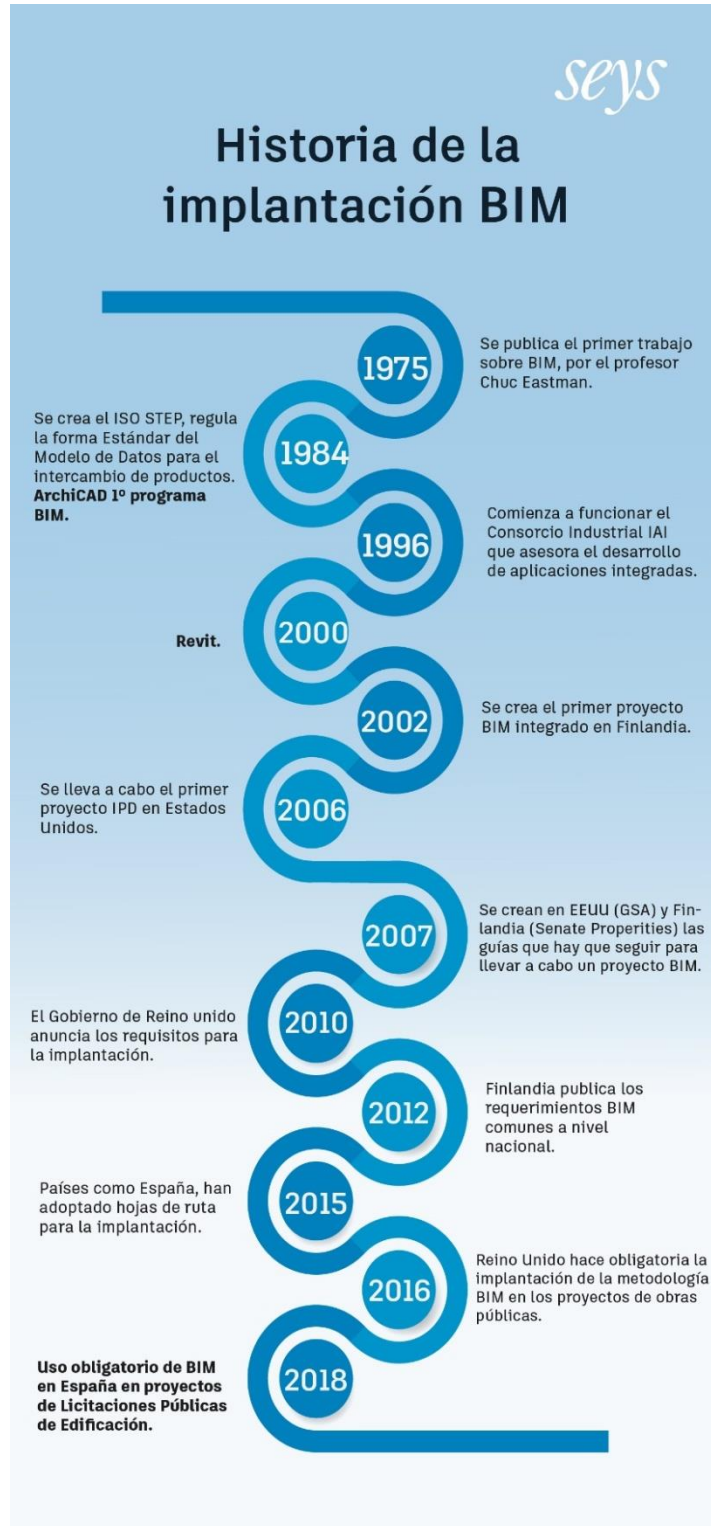 seys
Historia de la
implantación BIM
1975
Se publica el primer trabajo
sobre BIM, por el profesor
Chuc Eastman.
Se crea el ISO STEP, regula
la forma Estándar del
Modelo de Datos para el
intercambio de productos.
ArchiCAD 1º programa
BIM.
1984
1996
Comienza a funcionar el
Consorcio Industrial IAI
que asesora el desarrollo
de aplicaciones integradas.
Revit.
2000
2002
Se crea el primer proyecto
BIM integrado en Finlandia.
Se lleva a cabo el primer
proyecto IPD en Estados
Unidos.
2006
2007
Se crean en EEUU (GSA) y Fin-
landia (Senate Properities) las
guías que hay que seguir para
llevar a cabo un proyecto BIM.
El Gobierno de Reino unido
anuncia los requisitos para
la implantación.
2010
2012
Finlandia publica los
requerimientos BIM
comunes a nivel
nacional.
Países como España, han
adoptado hojas de ruta
para la implantación.
2015
2016
Reino Unido hace obligatoria la
implantación de la metodología
BIM en los proyectos de obras
públicas.
Uso obligatorio de BIM
en España en proyectos
de Licitaciones Públicas
de Edificación.
2018